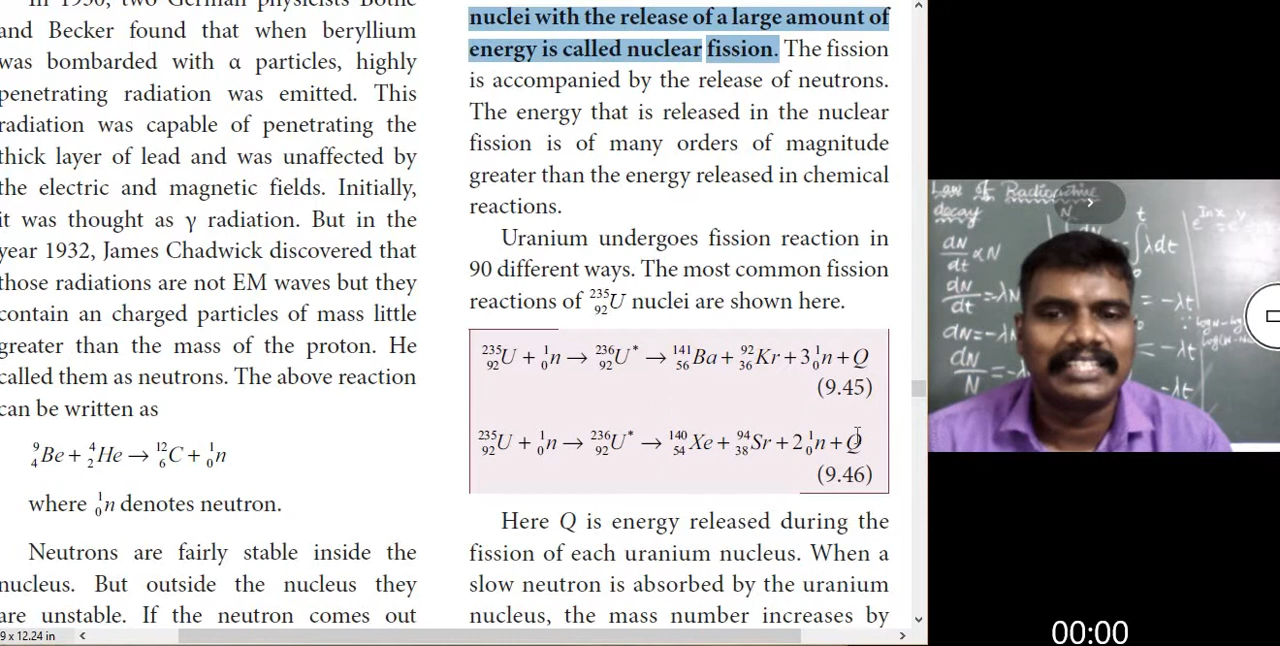 In 1930, two German physicists Bothe
and Becker found that when beryllium
was bombarded with α particles, highly
penetrating radiation was emitted. This
radiation was capable of penetrating the
thick layer of lead and was unaffected by
the electric and magnetic fields. Initially,
it was thought as γ radiation. But in the
year 1932, James Chadwick discovered that
those radiations are not EM waves but they
contain an charged particles of mass little
greater than the mass of the proton. He
called them as neutrons. The above reaction
can be written as
⁹₄Be + ⁴₂He → ¹²₆C + ¹₀n
where ¹₀n denotes neutron.
Neutrons are fairly stable inside the
nucleus. But outside the nucleus they
are unstable. If the neutron comes out
9 x 12.24 in
nuclei with the release of a large amount of
energy is called nuclear fission. The fission
is accompanied by the release of neutrons.
The energy that is released in the nuclear
fission is of many orders of magnitude
greater than the energy released in chemical
reactions.
Uranium undergoes fission reaction in
90 different ways. The most common fission
reactions of ²³⁵₉₂U nuclei are shown here.
²³⁵₉₂U + ¹₀n → ²³⁶₉₂U* → ¹⁴¹₅₆Ba + ⁹²₃₆Kr + 3¹₀n + Q
(9.45)
²³⁵₉₂U + ¹₀n → ²³⁶₉₂U* → ¹⁴⁰₅₄Xe + ⁹⁴₃₈Sr + 2¹₀n + Q
(9.46)
Here Q is energy released during the
fission of each uranium nucleus. When a
slow neutron is absorbed by the uranium
nucleus, the mass number increases by
Law of Radioactive
decay
dN/dt ∝ N
dN/dt = -λN
dN = -λ
dN/N = -λ
t
∫ λdt
0
= -λt
= -λt
-λt
00:00